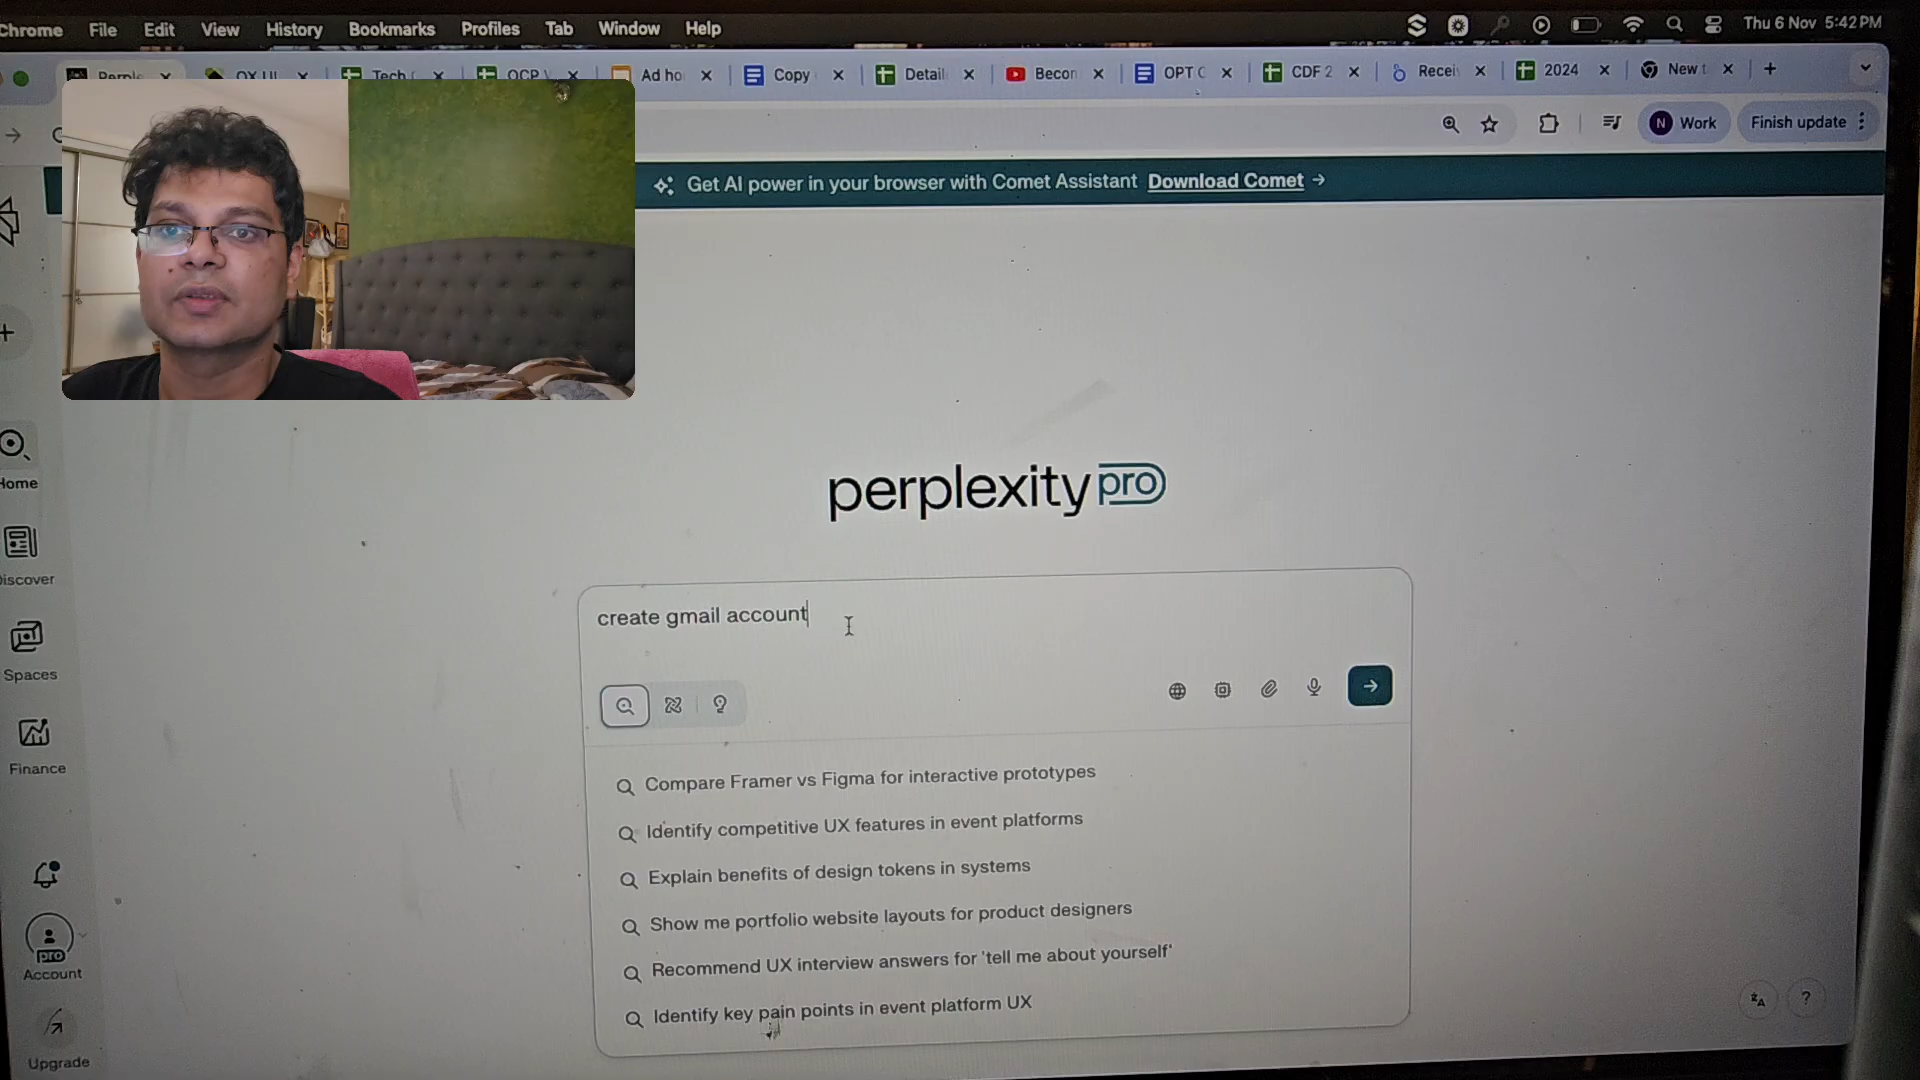 Chrome File Edit View History Bookmarks Profiles Tab Window Help Thu 6 Nov 5:42 PM
Perple OX UI Tech OCP Ad ho Copy Detail Becon OPT C CDF 2 Recei 2024 New t
N Work Finish update
Get AI power in your browser with Comet Assistant Download Comet →
perplexity pro
create gmail account
Compare Framer vs Figma for interactive prototypes
Identify competitive UX features in event platforms
Explain benefits of design tokens in systems
Show me portfolio website layouts for product designers
Recommend UX interview answers for 'tell me about yourself'
Identify key pain points in event platform UX
Home
Discover
Spaces
Finance
pro
Account
Upgrade
?